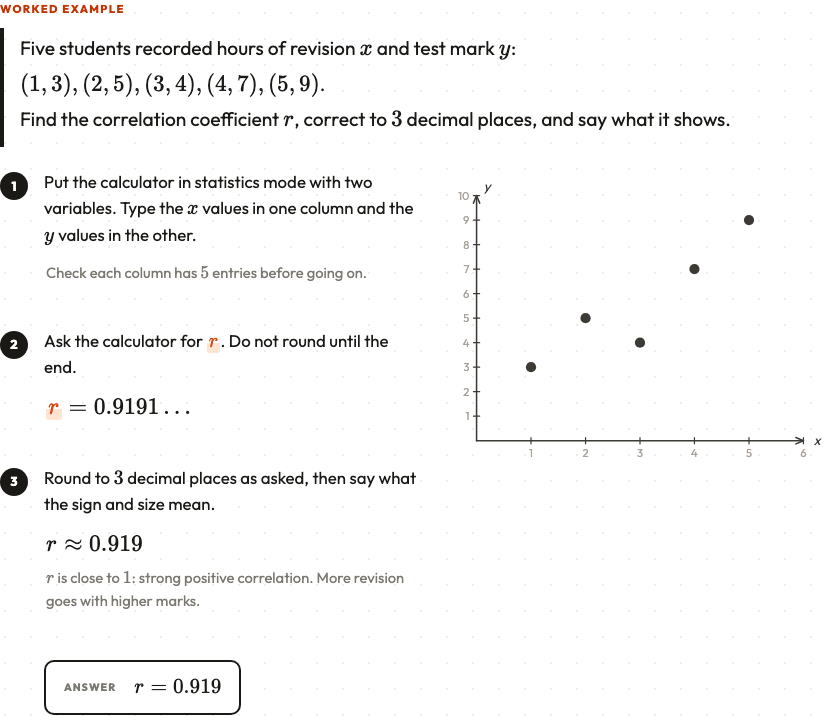 WORKED EXAMPLE
Five students recorded hours of revision x and test mark y:
(1, 3), (2, 5), (3, 4), (4, 7), (5, 9).
Find the correlation coefficient r, correct to 3 decimal places, and say what it shows.
1
Put the calculator in statistics mode with two
variables. Type the x values in one column and the
y values in the other.
Check each column has 5 entries before going on.
2
Ask the calculator for r. Do not round until the
end.
r = 0.9191 . . .
3
Round to 3 decimal places as asked, then say what
the sign and size mean.
r ≈ 0.919
r is close to 1: strong positive correlation. More revision
goes with higher marks.
ANSWER r = 0.919
y
10
9
8
7
6
5
4
3
2
1
1 2 3 4 5 6 x